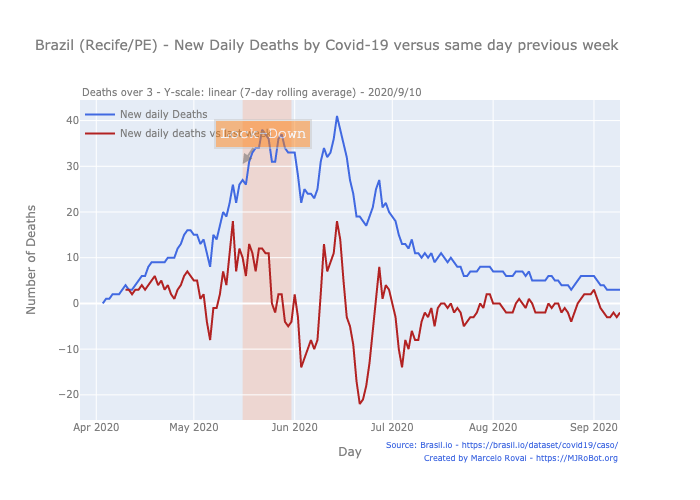 Brazil (Recife/PE) - New Daily Deaths by Covid-19 versus same day previous week
Deaths over 3 - Y-scale: linear (7-day rolling average) - 2020/9/10
New daily Deaths
New daily deaths vs last
Lock Down
40
30
20
10
0
−10
−20
Number of Deaths
Apr 2020 May 2020 Jun 2020 Jul 2020 Aug 2020 Sep 2020
Day
Source: Brasil.io - https://brasil.io/dataset/covid19/caso/
Created by Marcelo Rovai - https://MJRoBot.org